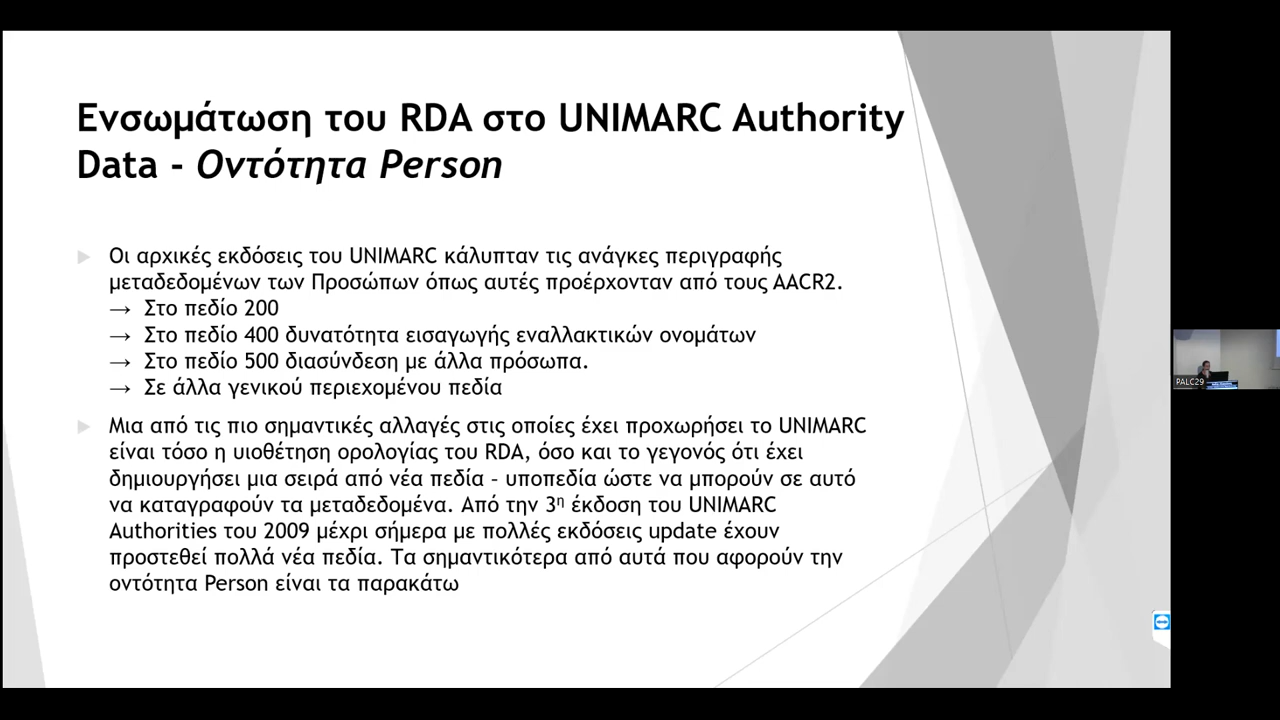 Ενσωμάτωση του RDA στο UNIMARC Authority
Data - Οντότητα Person
Οι αρχικές εκδόσεις του UNIMARC κάλυπταν τις ανάγκες περιγραφής
μεταδεδομένων των Προσώπων όπως αυτές προέρχονταν από τους AACR2.
→ Στο πεδίο 200
→ Στο πεδίο 400 δυνατότητα εισαγωγής εναλλακτικών ονομάτων
→ Στο πεδίο 500 διασύνδεση με άλλα πρόσωπα.
→ Σε άλλα γενικού περιεχομένου πεδία
Μια από τις πιο σημαντικές αλλαγές στις οποίες έχει προχωρήσει το UNIMARC
είναι τόσο η υιοθέτηση ορολογίας του RDA, όσο και το γεγονός ότι έχει
δημιουργήσει μια σειρά από νέα πεδία – υποπεδία ώστε να μπορούν σε αυτό
να καταγραφούν τα μεταδεδομένα. Από την 3η έκδοση του UNIMARC
Authorities του 2009 μέχρι σήμερα με πολλές εκδόσεις update έχουν
προστεθεί πολλά νέα πεδία. Τα σημαντικότερα από αυτά που αφορούν την
οντότητα Person είναι τα παρακάτω
PALC29